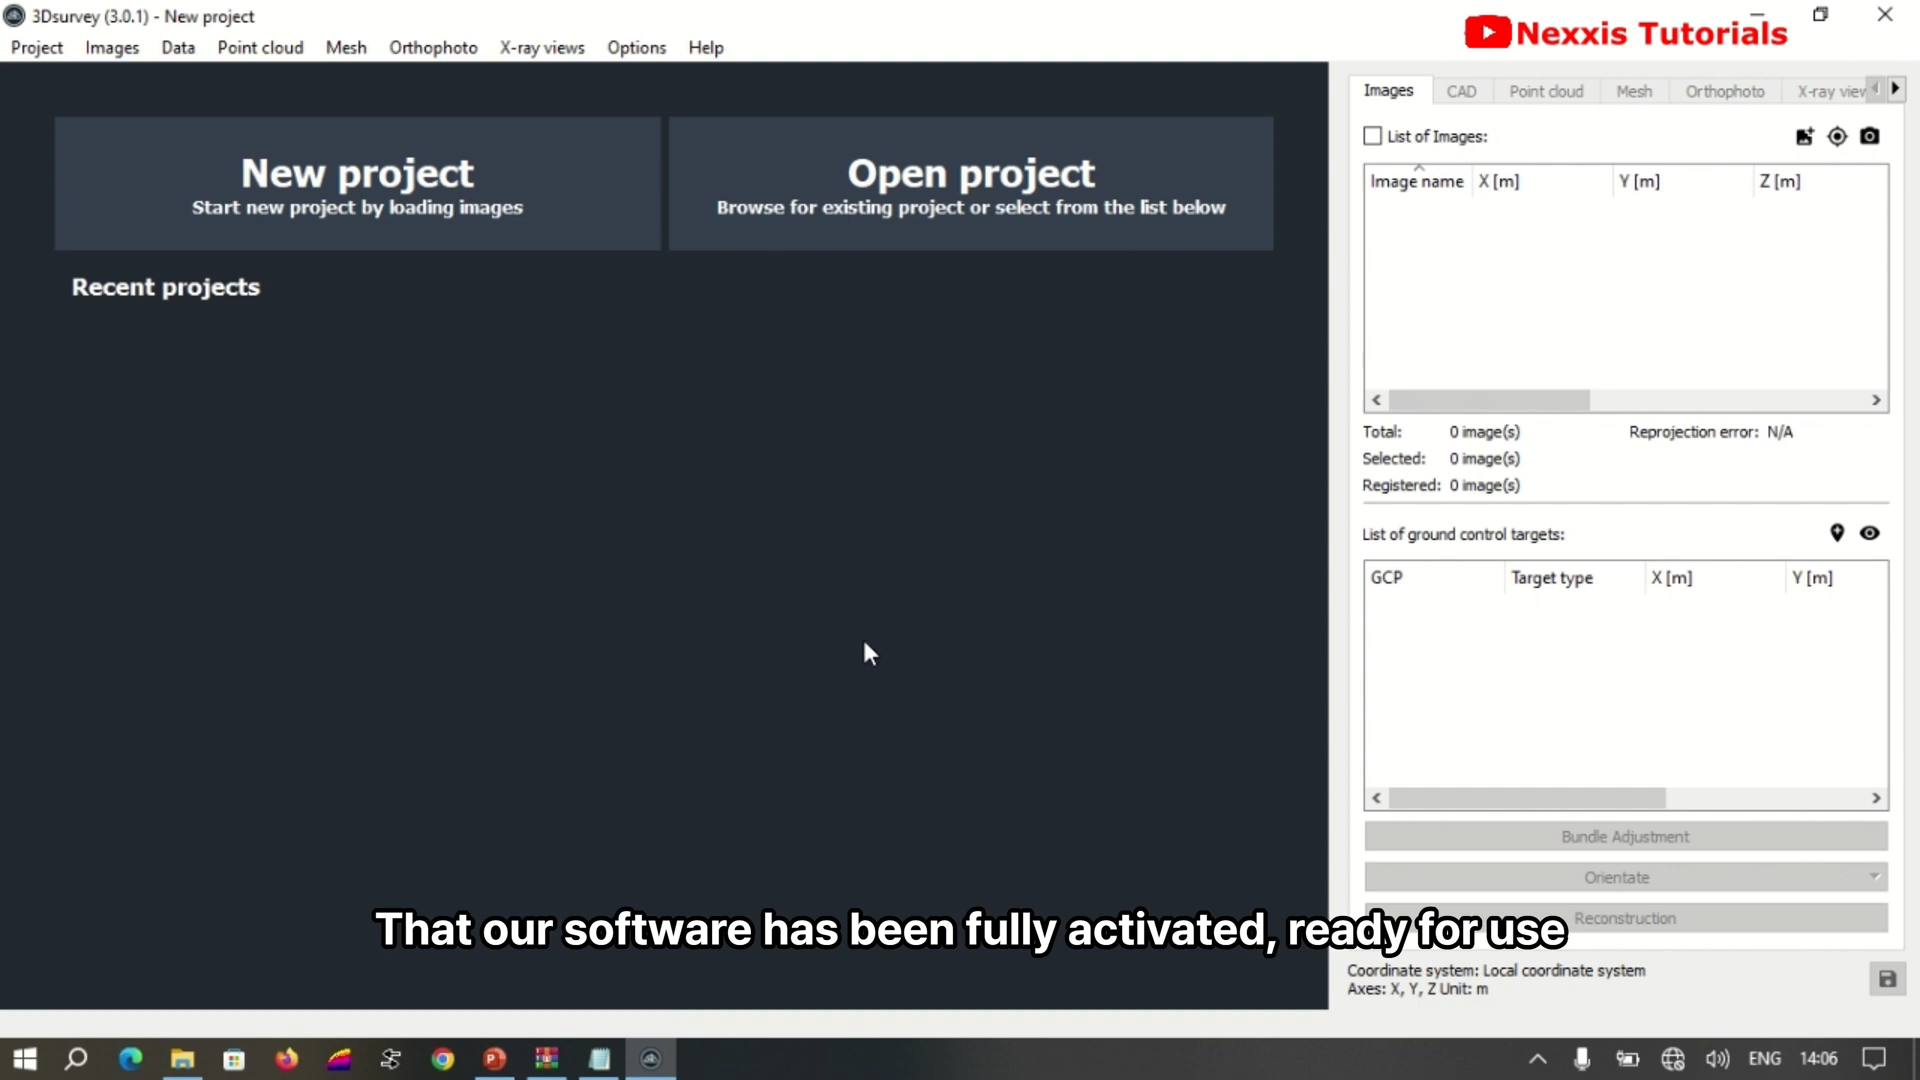 3Dsurvey (3.0.1) - New project
Nexxis Tutorials
Project Images Data Point cloud Mesh Orthophoto X-ray views Options Help
Images CAD Point cloud Mesh Orthophoto X-ray view
New project
Start new project by loading images
Open project
Browse for existing project or select from the list below
Recent projects
List of Images:
Image name X [m] Y [m] Z [m]
Total: 0 image(s) Reprojection error: N/A
Selected: 0 image(s)
Registered: 0 image(s)
List of ground control targets:
GCP Target type X [m] Y [m]
Bundle Adjustment
Orientate
Reconstruction
That our software has been fully activated, ready for use
Coordinate system: Local coordinate system
Axes: X, Y, Z Unit: m
ENG 14:06